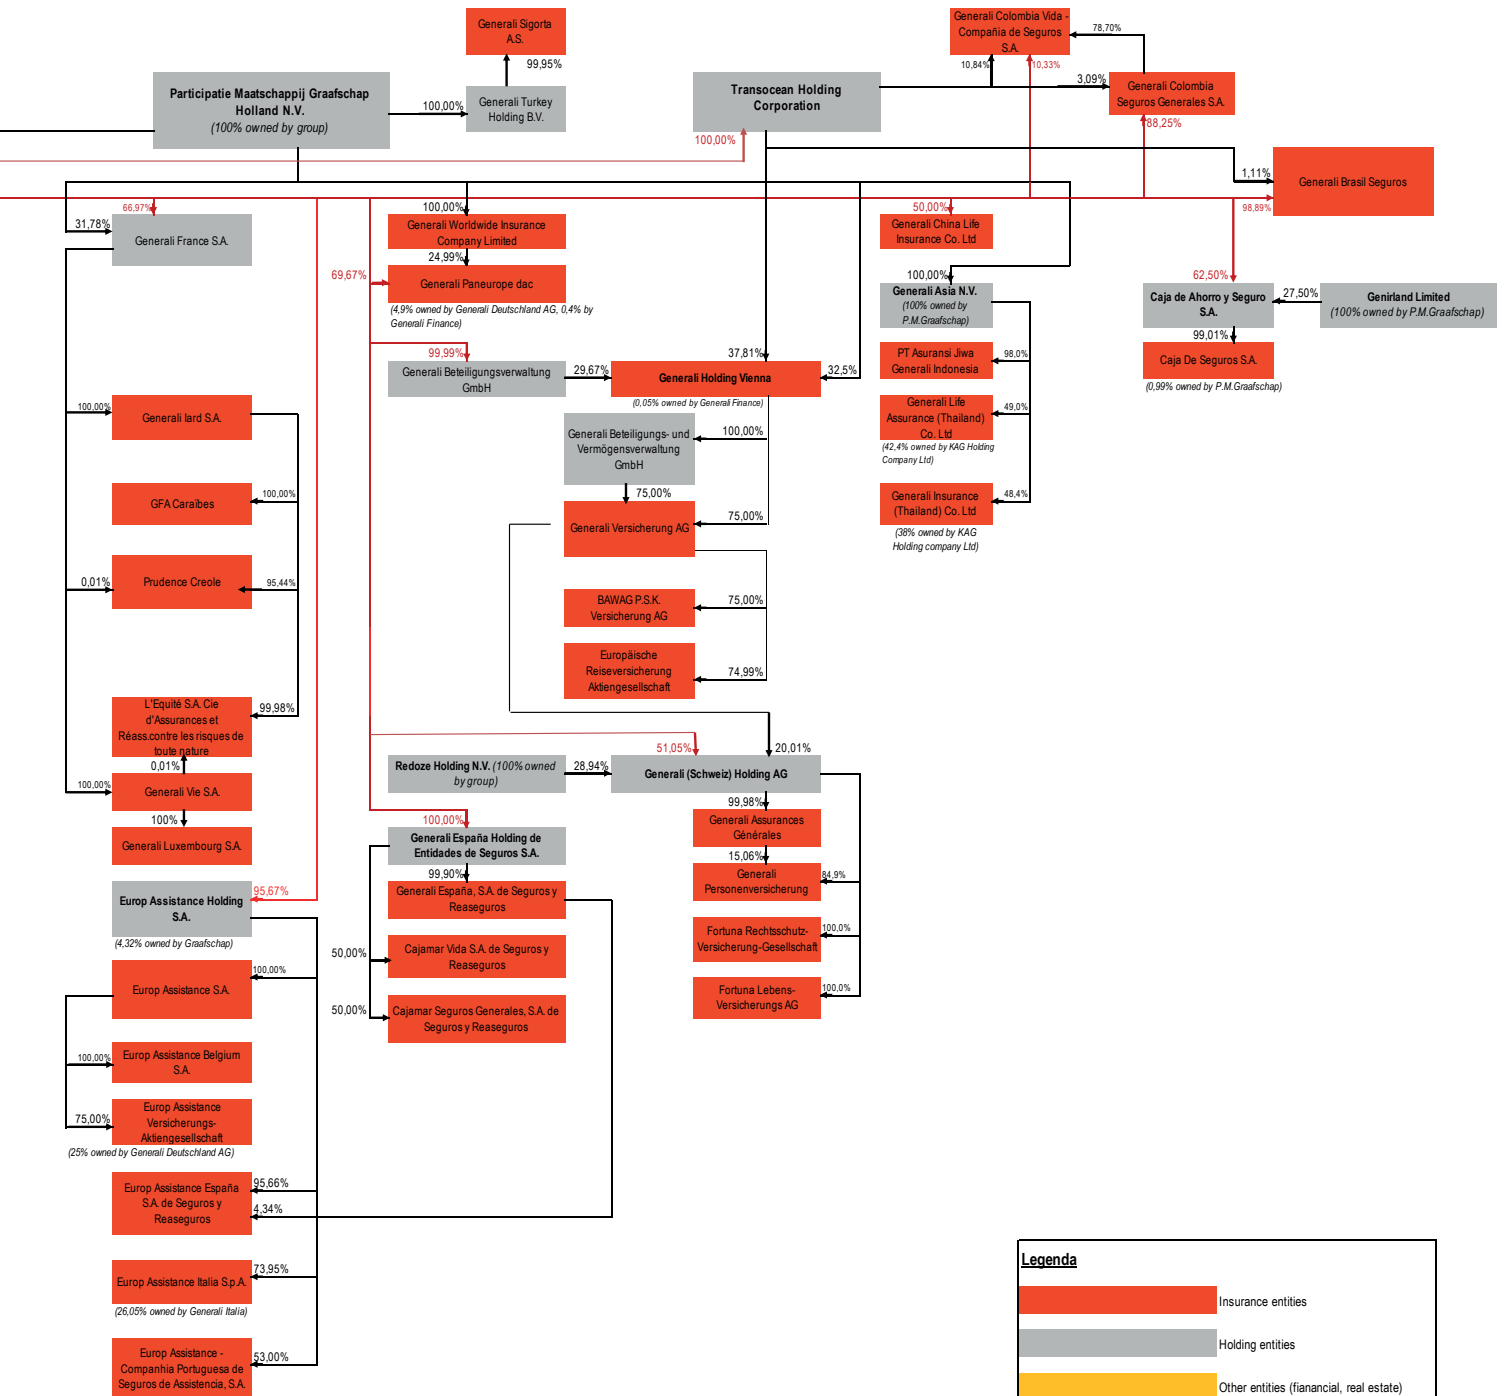 Generali Sigorta
A.S.
99,95%
Participatie Maatschappij Graafschap
Holland N.V.
(100% owned by group)
100,00%
Generali Turkey
Holding B.V.
Transocean Holding
Corporation
100,00%
Generali Colombia Vida -
Compañia de Seguros
S.A.
78,70%
10,84%
10,33%
3,09%
Generali Colombia
Seguros Generales S.A.
88,25%
1,11%
Generali Brasil Seguros
98,89%
66,97%
31,78%
Generali France S.A.
100,00%
Generali Worldwide Insurance
Company Limited
24,99%
69,67%
Generali Paneurope dac
(4,9% owned by Generali Deutschland AG, 0,4% by
Generali Finance)
50,00%
Generali China Life
Insurance Co. Ltd
100,00%
Generali Asia N.V.
(100% owned by
P.M.Graafschap)
62,50%
Caja de Ahorro y Seguro
S.A.
27,50%
Genirland Limited
(100% owned by P.M.Graafschap)
99,01%
Caja De Seguros S.A.
(0,99% owned by P.M.Graafschap)
99,99%
Generali Beteiligungsverwaltung
GmbH
29,67%
37,81%
Generali Holding Vienna
32,5%
(0,05% owned by Generali Finance)
PT Asuransi Jiwa
Generali Indonesia
98,0%
Generali Life
Assurance (Thailand)
Co. Ltd
49,0%
(42,4% owned by KAG Holding
Company Ltd)
Generali Insurance
(Thailand) Co. Ltd
48,4%
(38% owned by KAG
Holding company Ltd)
100,00%
Generali Iard S.A.
Generali Beteiligungs- und
Vermögensverwaltung
GmbH
100,00%
75,00%
GFA Caraïbes
100,00%
Generali Versicherung AG
75,00%
0,01%
Prudence Creole
95,44%
BAWAG P.S.K.
Versicherung AG
75,00%
Europäische
Reiseversicherung
Aktiengesellschaft
74,99%
L'Equité S.A. Cie
d'Assurances et
Réass.contre les risques de
toute nature
99,98%
0,01%
100,00%
Generali Vie S.A.
100%
Generali Luxembourg S.A.
51,05%
20,01%
Redoze Holding N.V. (100% owned
by group)
28,94%
Generali (Schweiz) Holding AG
99,98%
Generali Assurances
Générales
15,06%
Generali
Personenversicherung
84,9%
Fortuna Rechtsschutz-
Versicherung-Gesellschaft
100,0%
Fortuna Lebens-
Versicherungs AG
100,0%
100,00%
Generali España Holding de
Entidades de Seguros S.A.
99,90%
Generali España, S.A. de Seguros y
Reaseguros
50,00%
Cajamar Vida S.A. de Seguros y
Reaseguros
50,00%
Cajamar Seguros Generales, S.A. de
Seguros y Reaseguros
95,67%
Europ Assistance Holding
S.A.
(4,32% owned by Graafschap)
100,00%
Europ Assistance S.A.
100,00%
Europ Assistance Belgium
S.A.
75,00%
Europ Assistance
Versicherungs-
Aktiengesellschaft
(25% owned by Generali Deutschland AG)
Europ Assistance España
S.A. de Seguros y
Reaseguros
95,66%
4,34%
Europ Assistance Italia S.p.A.
73,95%
(26,05% owned by Generali Italia)
Europ Assistance -
Companhia Portuguesa de
Seguros de Assistencia, S.A.
53,00%
Legenda
Insurance entities
Holding entities
Other entities (fianancial, real estate)